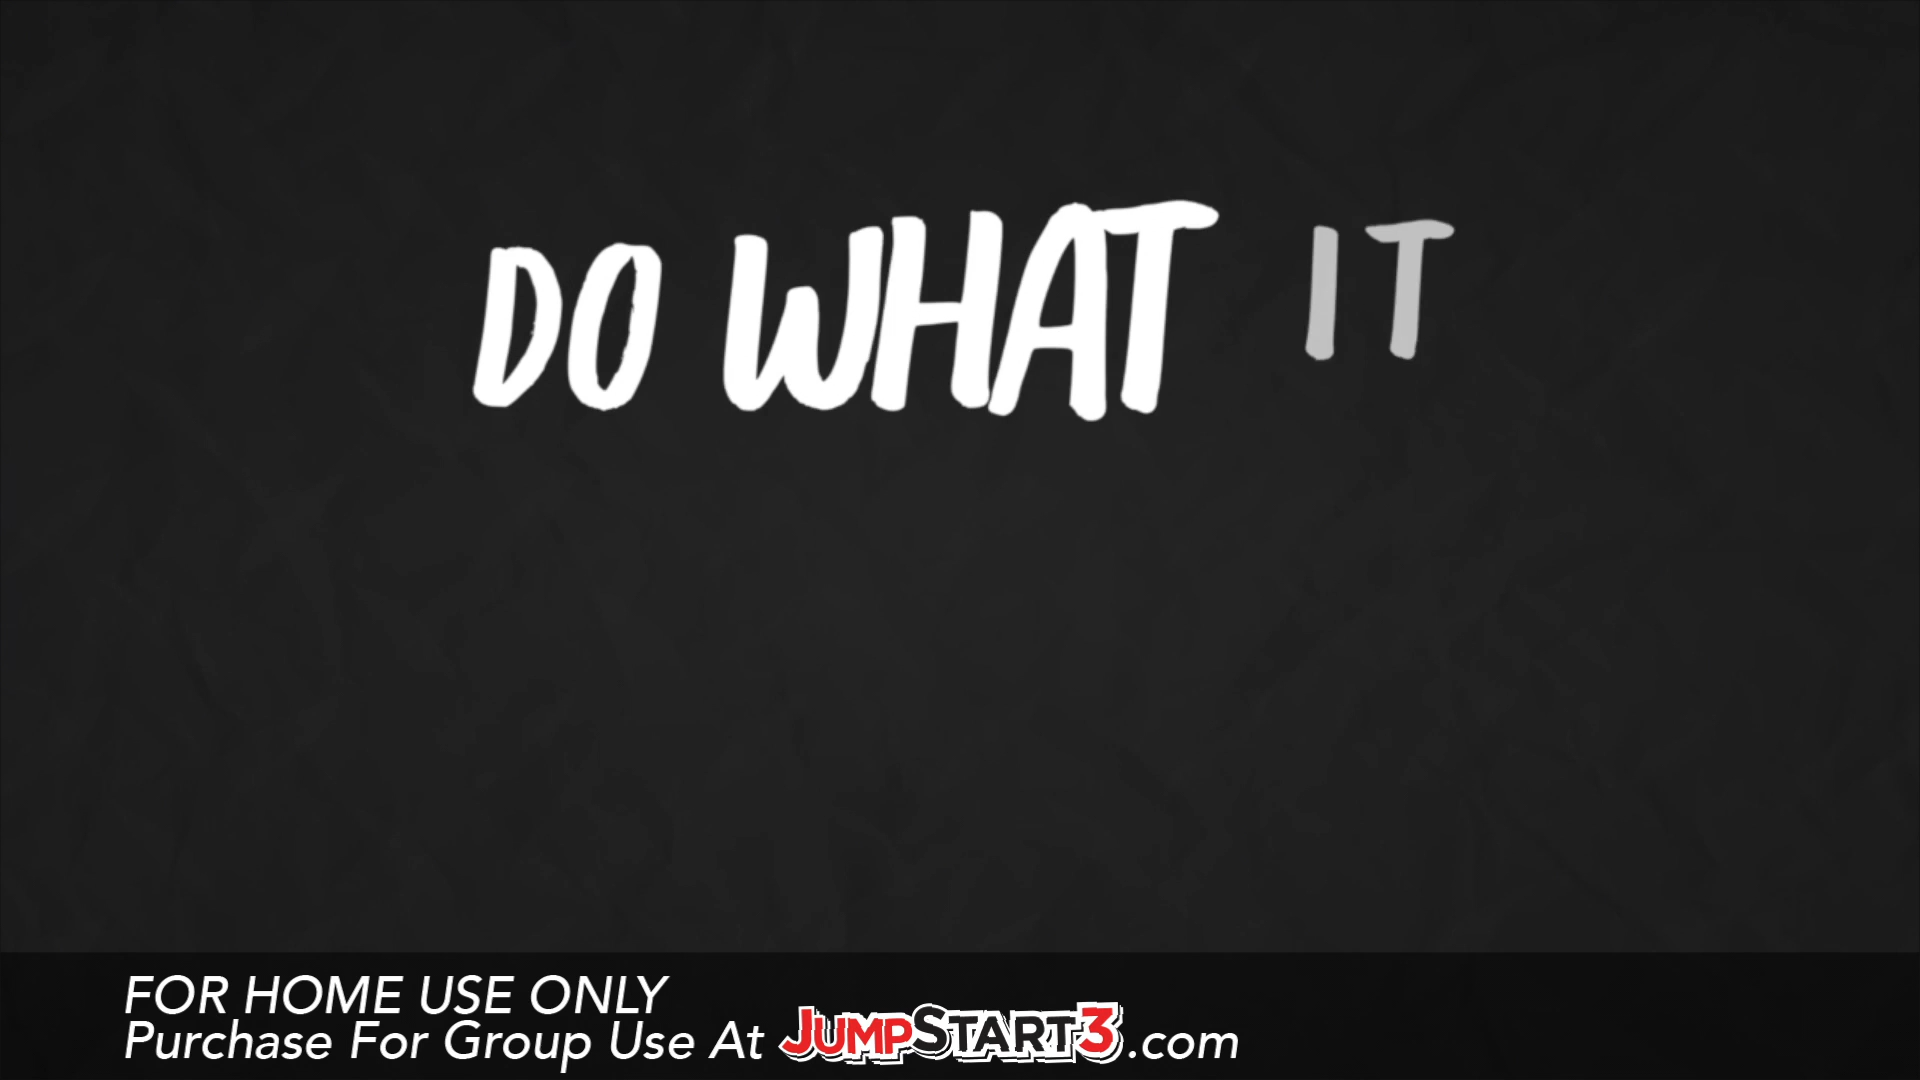 DO WHAT IT
FOR HOME USE ONLY
Purchase For Group Use At JUMPSTART3.com